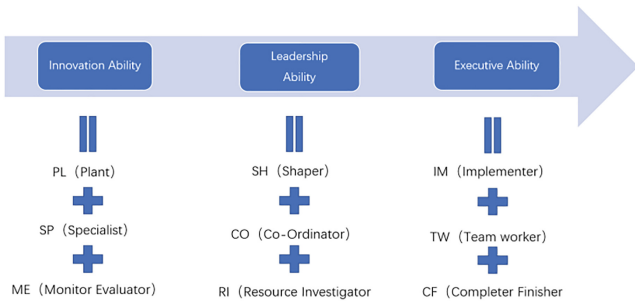 Innovation Ability
Leadership
Ability
Executive Ability
PL（Plant）
SH（Shaper）
IM（Implementer）
SP（Specialist）
CO（Co-Ordinator）
TW（Team worker）
ME（Monitor Evaluator）
RI（Resource Investigator
CF（Completer Finisher